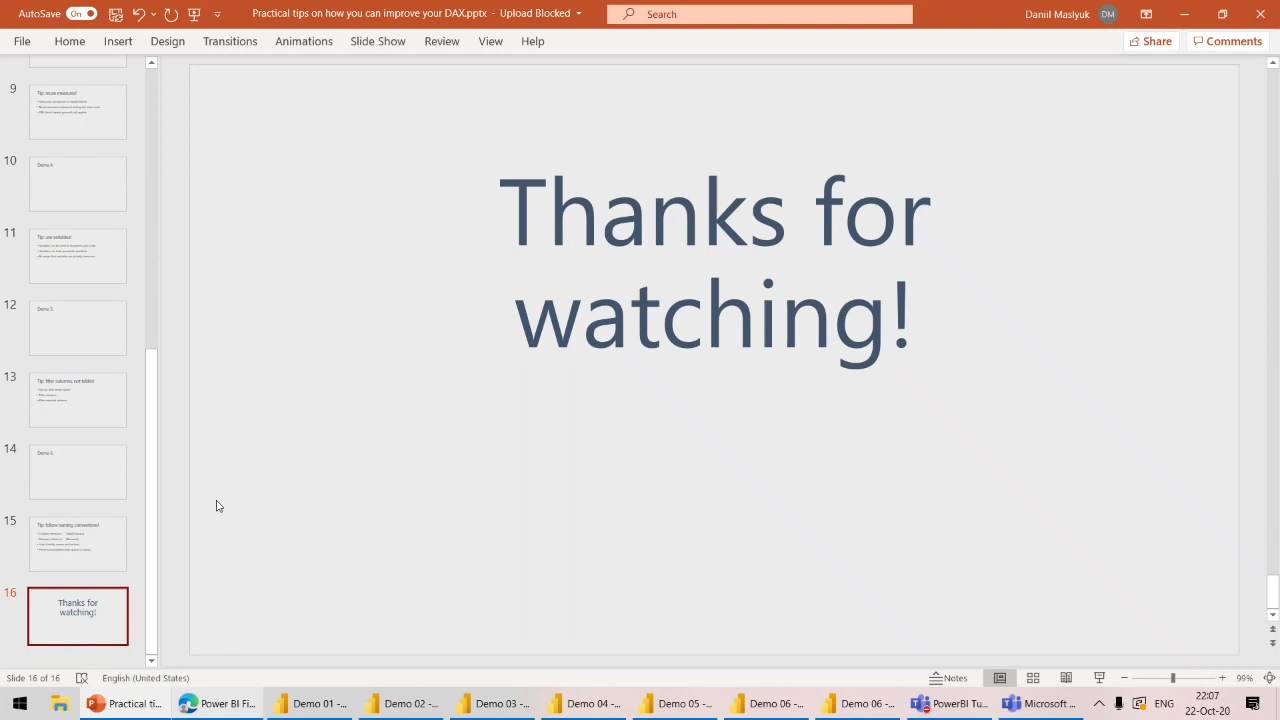 AutoSave On Practical tips on how you can improve your DAX.pptx - Upload Blocked Search Daniil Maslyuk DM
File Home Insert Design Transitions Animations Slide Show Review View Help Share Comments
9
Tip: reuse measures!
10
Demo 4
11
Tip: use variables!
12
Demo 5
13
Tip: filter columns, not tables!
14
Demo 6
15
Tip: follow naming conventions!
16
Thanks for
watching!
Thanks for
watching!
Slide 16 of 16 English (United States) Notes 99%
Practical ti... Power BI Fi... Demo 01 -... Demo 02 -... Demo 03 -... Demo 04 -... Demo 05 -... Demo 06 -... Demo 06 -... PowerBI Tu... Microsoft ... ENG 22:07
22-Oct-20